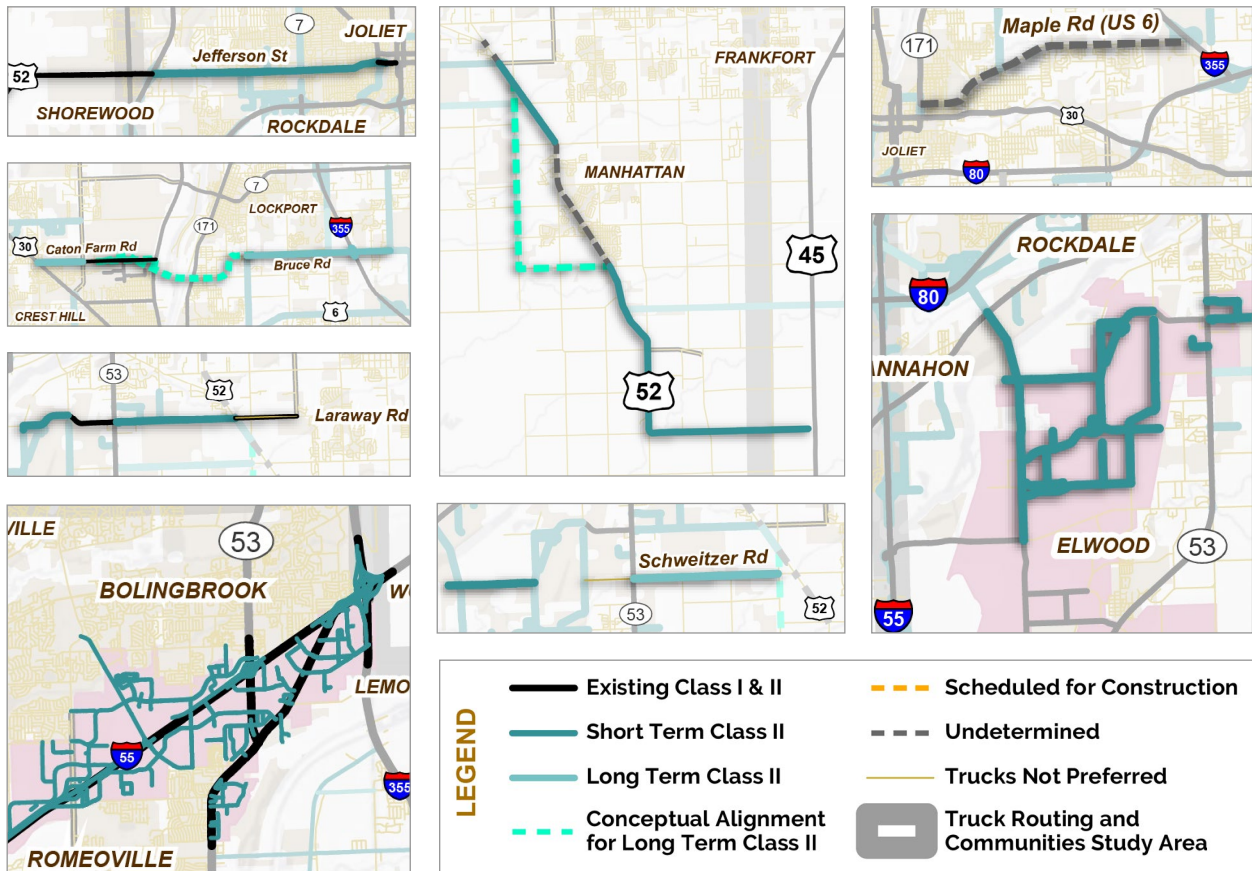 7
JOLIET
Jefferson St
52
SHOREWOOD
ROCKDALE
7
LOCKPORT
171
355
30
Caton Farm Rd
Bruce Rd
6
CREST HILL
53
52
Laraway Rd
VILLE
53
BOLINGBROOK
WO
LEMO
55
355
ROMEOVILLE
FRANKFORT
MANHATTAN
45
52
Schweitzer Rd
53
52
Maple Rd (US 6)
171
355
30
JOLIET
80
ROCKDALE
80
ANNAHON
ELWOOD
53
55
LEGEND
Existing Class I & II
Short Term Class II
Long Term Class II
Conceptual Alignment
for Long Term Class II
Scheduled for Construction
Undetermined
Trucks Not Preferred
Truck Routing and
Communities Study Area